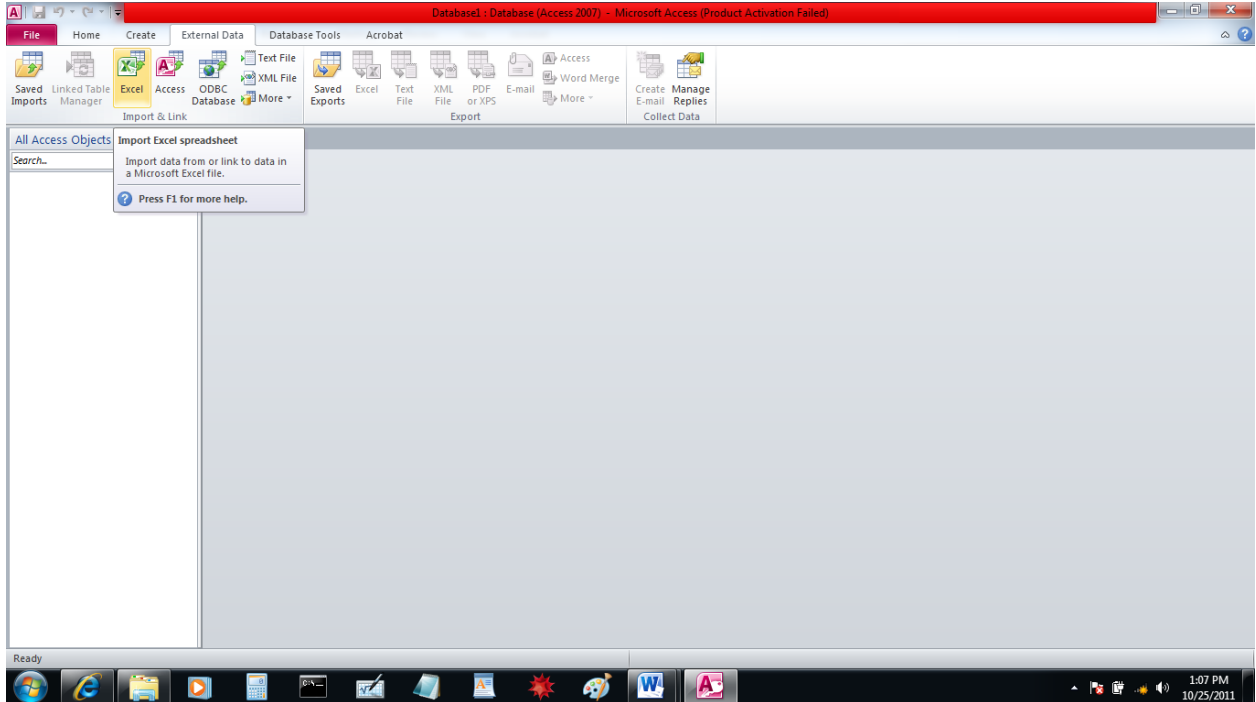 Database1 : Database (Access 2007) - Microsoft Access (Product Activation Failed)
File Home Create External Data Database Tools Acrobat
Saved Imports
Linked Table Manager
Excel
Access
ODBC Database
Text File
XML File
More
Import & Link
Saved Exports
Excel
Text File
XML File
PDF or XPS
E-mail
Access
Word Merge
More
Export
Create E-mail
Manage Replies
Collect Data
All Access Objects
Search...
Import Excel spreadsheet
Import data from or link to data in
a Microsoft Excel file.
Press F1 for more help.
Ready
1:07 PM
10/25/2011